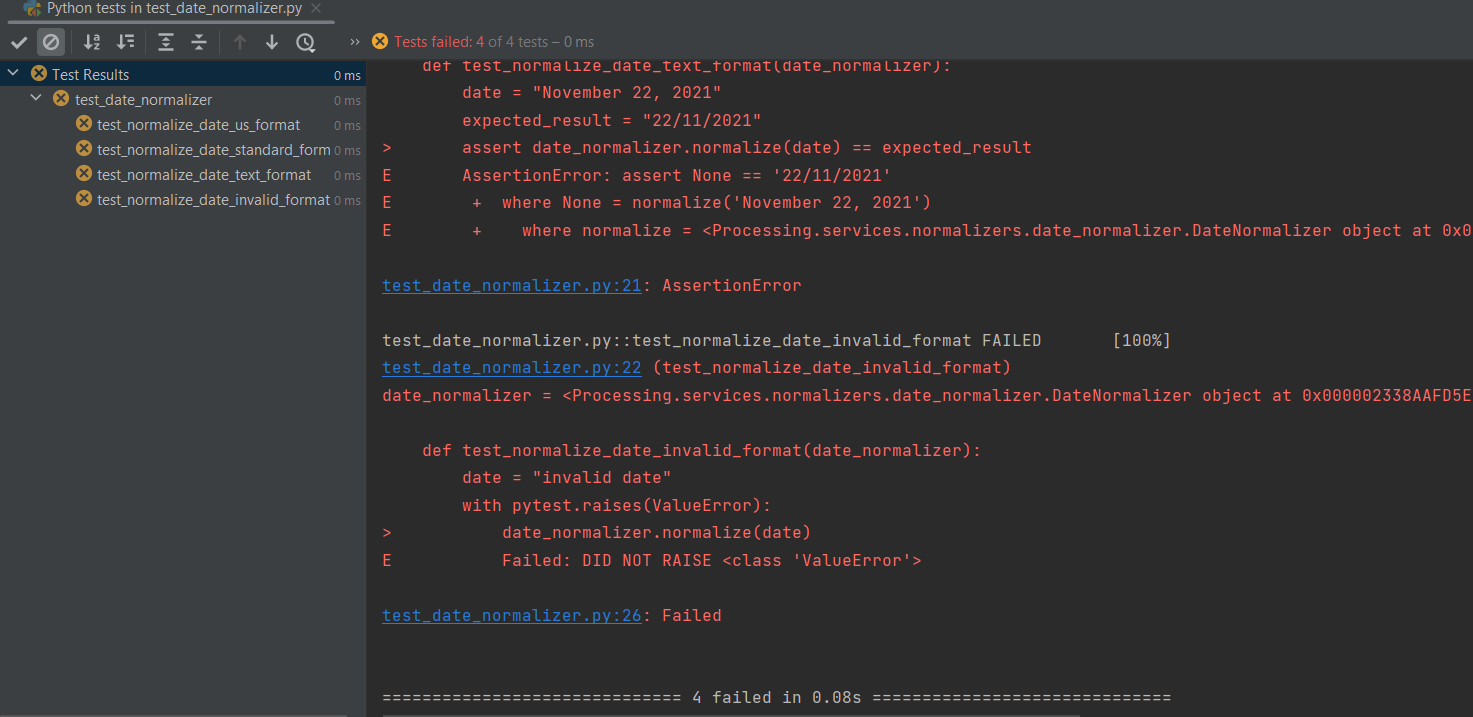 Python tests in test_date_normalizer.py
Tests failed: 4 of 4 tests – 0 ms
Test Results 0 ms
test_date_normalizer 0 ms
test_normalize_date_us_format 0 ms
test_normalize_date_standard_form 0 ms
test_normalize_date_text_format 0 ms
test_normalize_date_invalid_format 0 ms
def test_normalize_date_text_format(date_normalizer):
date = "November 22, 2021"
expected_result = "22/11/2021"
> assert date_normalizer.normalize(date) == expected_result
E AssertionError: assert None == '22/11/2021'
E + where None = normalize('November 22, 2021')
E + where normalize = <Processing.services.normalizers.date_normalizer.DateNormalizer object at 0x0
test_date_normalizer.py:21: AssertionError
test_date_normalizer.py::test_normalize_date_invalid_format FAILED [100%]
test_date_normalizer.py:22 (test_normalize_date_invalid_format)
date_normalizer = <Processing.services.normalizers.date_normalizer.DateNormalizer object at 0x000002338AAFD5E
def test_normalize_date_invalid_format(date_normalizer):
date = "invalid date"
with pytest.raises(ValueError):
> date_normalizer.normalize(date)
E Failed: DID NOT RAISE <class 'ValueError'>
test_date_normalizer.py:26: Failed
============================== 4 failed in 0.08s ==============================